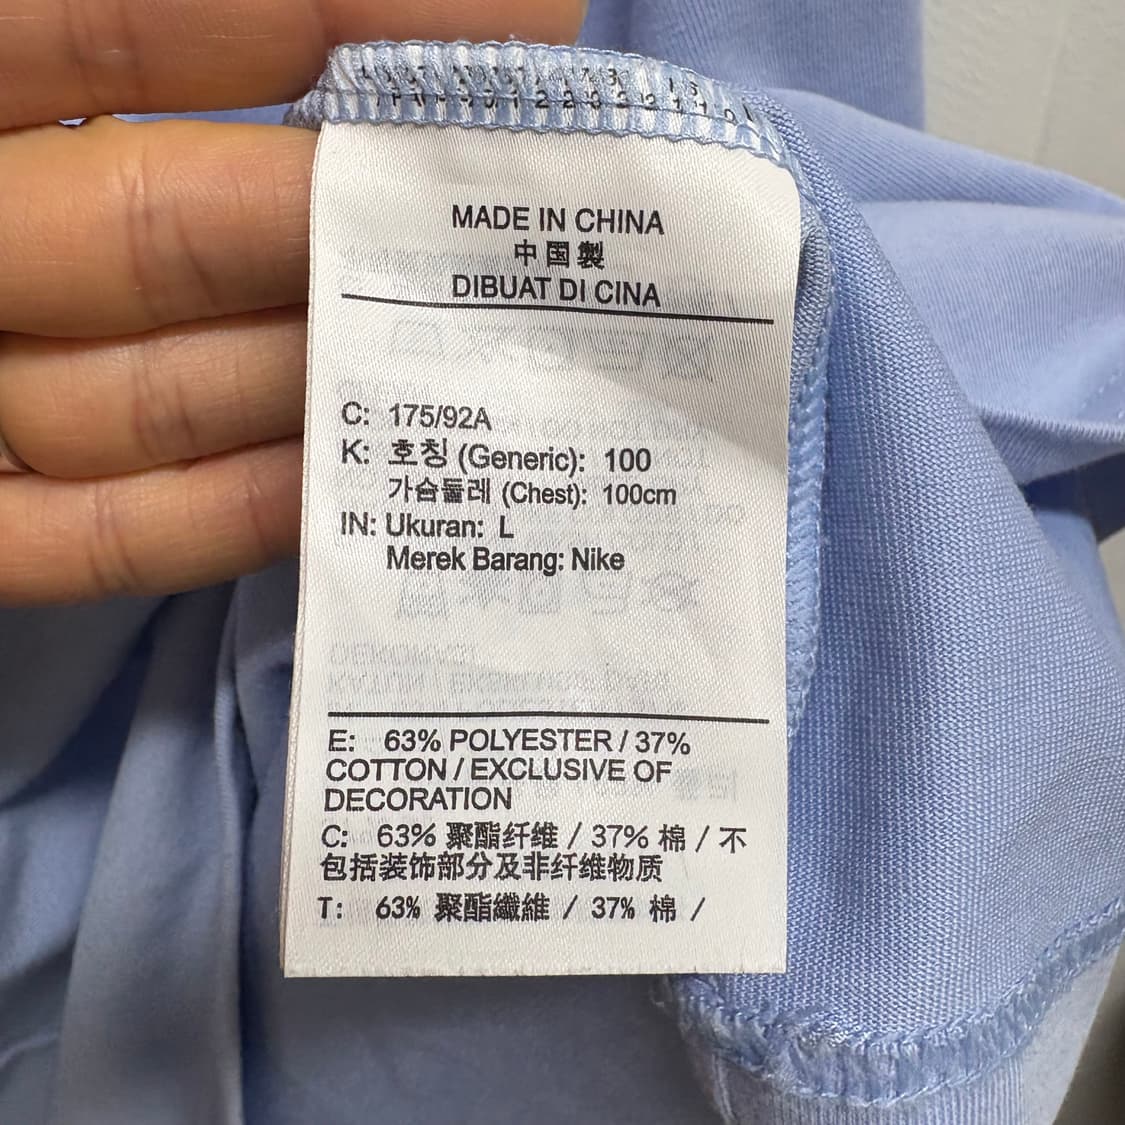 MADE IN CHINA
中国製
DIBUAT DI CINA
C: 175/92A
K: 호칭 (Generic): 100
가슴둘레 (Chest): 100cm
IN: Ukuran: L
Merek Barang: Nike
E: 63% POLYESTER / 37%
COTTON / EXCLUSIVE OF
DECORATION
C: 63% 聚酯纤维 / 37% 棉 / 不
包括装饰部分及非纤维物质
T: 63% 聚酯纖維 / 37% 棉 /